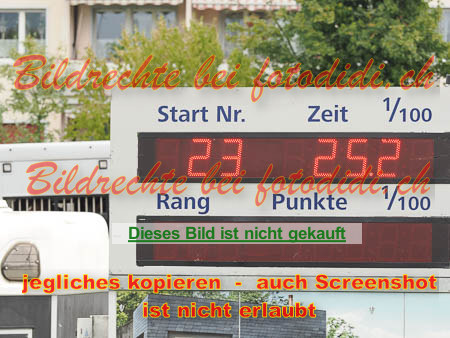 Bildrechte bei fotodidi.ch
Start Nr. Zeit 1/100
23 25.2
Bildrechte bei fotodidi.ch
Rang Punkte 1/100
Dieses Bild ist nicht gekauft
jegliches kopieren - auch Screenshot
ist nicht erlaubt